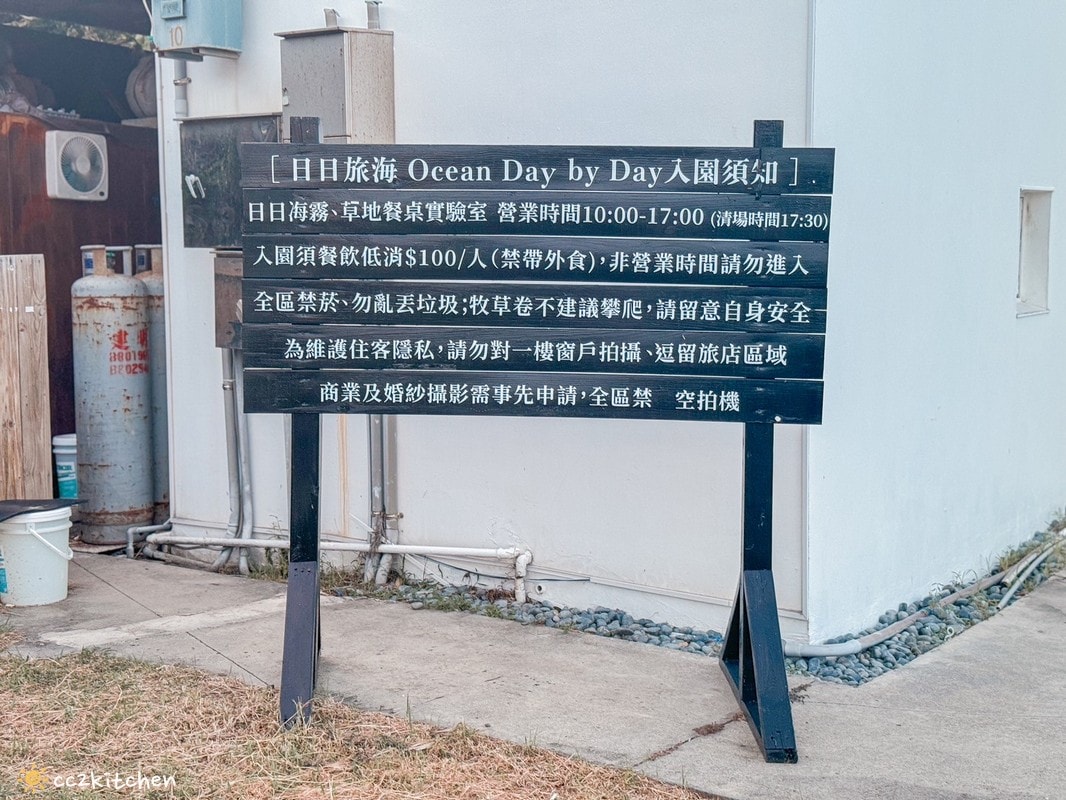 10
[ 日日旅海 Ocean Day by Day入園須知 ]
日日海霧、草地餐桌實驗室 營業時間10:00-17:00 (清場時間17:30)
入園須餐飲低消$100/人(禁帶外食),非營業時間請勿進入
全區禁菸、勿亂丟垃圾;牧草卷不建議攀爬,請留意自身安全
為維護住客隱私,請勿對一樓窗戶拍攝、逗留旅店區域
商業及婚紗攝影需事先申請,全區禁 空拍機
cc2kitchen